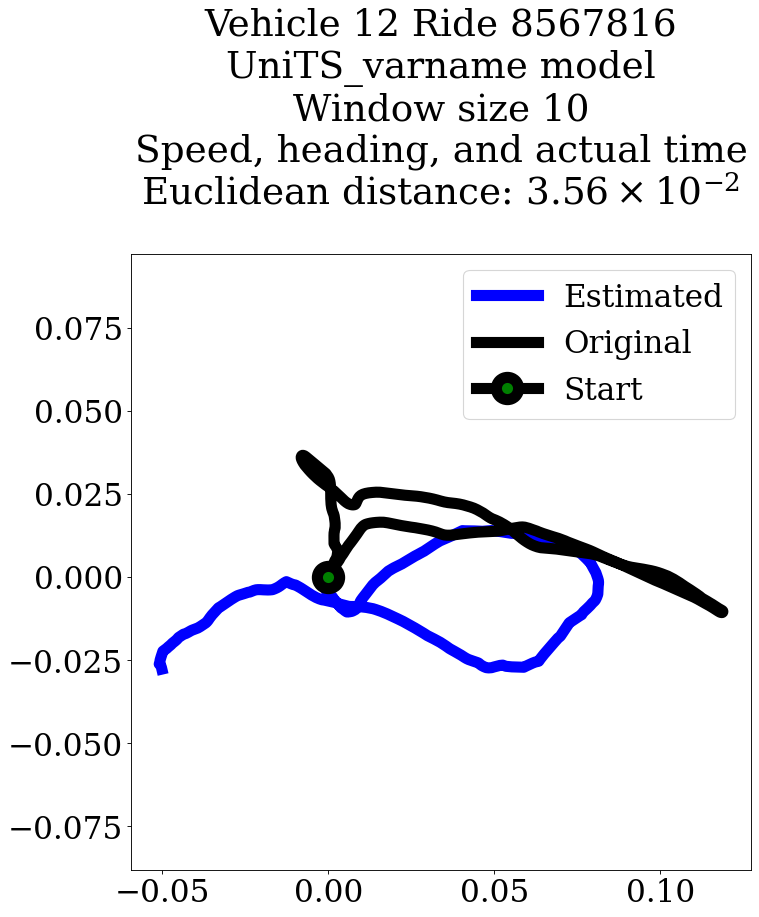 Vehicle 12 Ride 8567816
UniTS_varname model
Window size 10
Speed, heading, and actual time
Euclidean distance: 3.56 × 10⁻²
Estimated
Original
Start
0.075
0.050
0.025
0.000
−0.025
−0.050
−0.075
−0.05 0.00 0.05 0.10